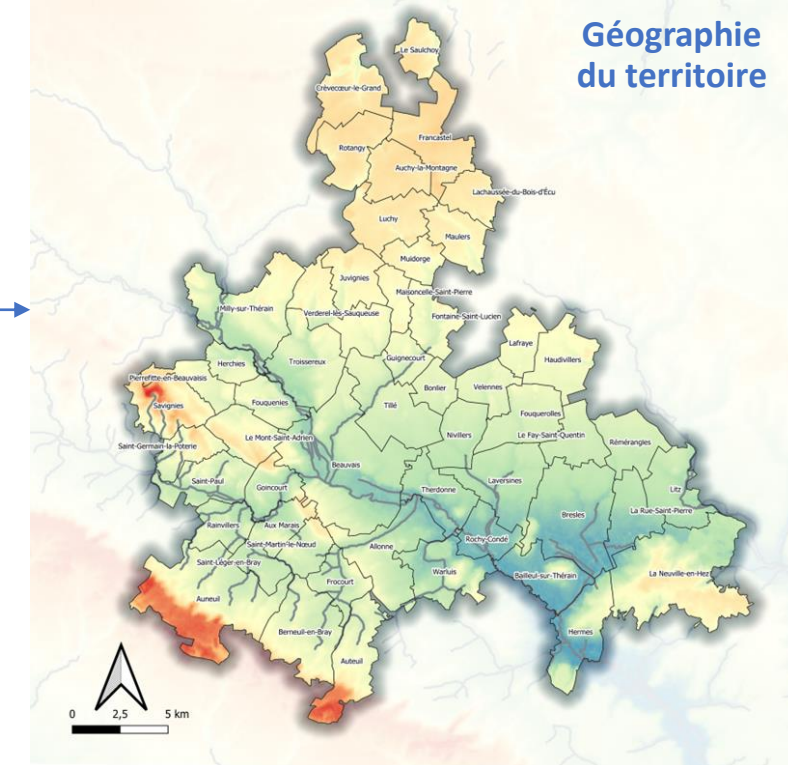 Géographie
du territoire
Le Saulchoy
Crèvecœur-le-Grand
Francastel
Rotangy
Auchy-la-Montagne
Lachaussée-du-Bois-d'Écu
Luchy
Maulers
Muidorge
Juvignies
Maisoncelle-Saint-Pierre
Milly-sur-Thérain
Verderel-lès-Sauqueuse
Fontaine-Saint-Lucien
Lafraye
Haudivillers
Herchies
Troissereux
Guignecourt
Pierrefitte-en-Beauvaisis
Savignies
Fouquenies
Tillé
Bonlier
Velennes
Fouquerolles
Saint-Germain-la-Poterie
Le Mont-Saint-Adrien
Nivillers
Le Fay-Saint-Quentin
Rémérangles
Beauvais
Saint-Paul
Goincourt
Therdonne
Laversines
Litz
Bresles
La Rue-Saint-Pierre
Rainvillers
Aux Marais
Saint-Martin-le-Nœud
Allonne
Rochy-Condé
Saint-Léger-en-Bray
Frocourt
Warluis
Bailleul-sur-Thérain
La Neuville-en-Hez
Auneuil
Berneuil-en-Bray
Hermes
Auteuil
0 2,5 5 km